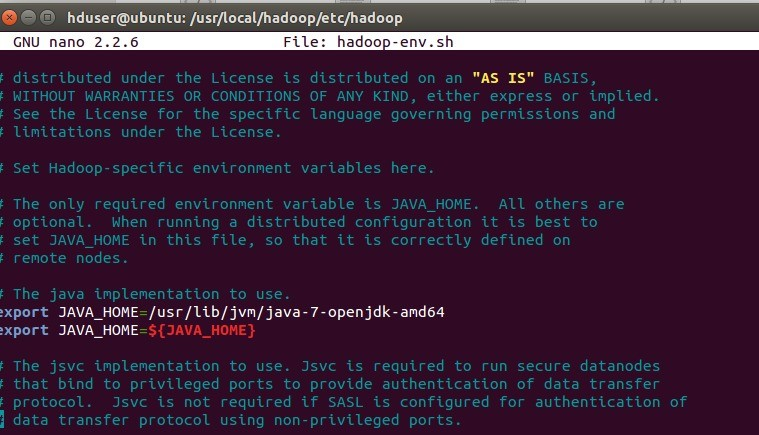 hduser@ubuntu: /usr/local/hadoop/etc/hadoop
GNU nano 2.2.6 File: hadoop-env.sh
# distributed under the License is distributed on an "AS IS" BASIS,
# WITHOUT WARRANTIES OR CONDITIONS OF ANY KIND, either express or implied.
# See the License for the specific language governing permissions and
# limitations under the License.
# Set Hadoop-specific environment variables here.
# The only required environment variable is JAVA_HOME.  All others are
# optional.  When running a distributed configuration it is best to
# set JAVA_HOME in this file, so that it is correctly defined on
# remote nodes.
# The java implementation to use.
export JAVA_HOME=/usr/lib/jvm/java-7-openjdk-amd64
export JAVA_HOME=${JAVA_HOME}
# The jsvc implementation to use. Jsvc is required to run secure datanodes
# that bind to privileged ports to provide authentication of data transfer
# protocol.  Jsvc is not required if SASL is configured for authentication of
# data transfer protocol using non-privileged ports.